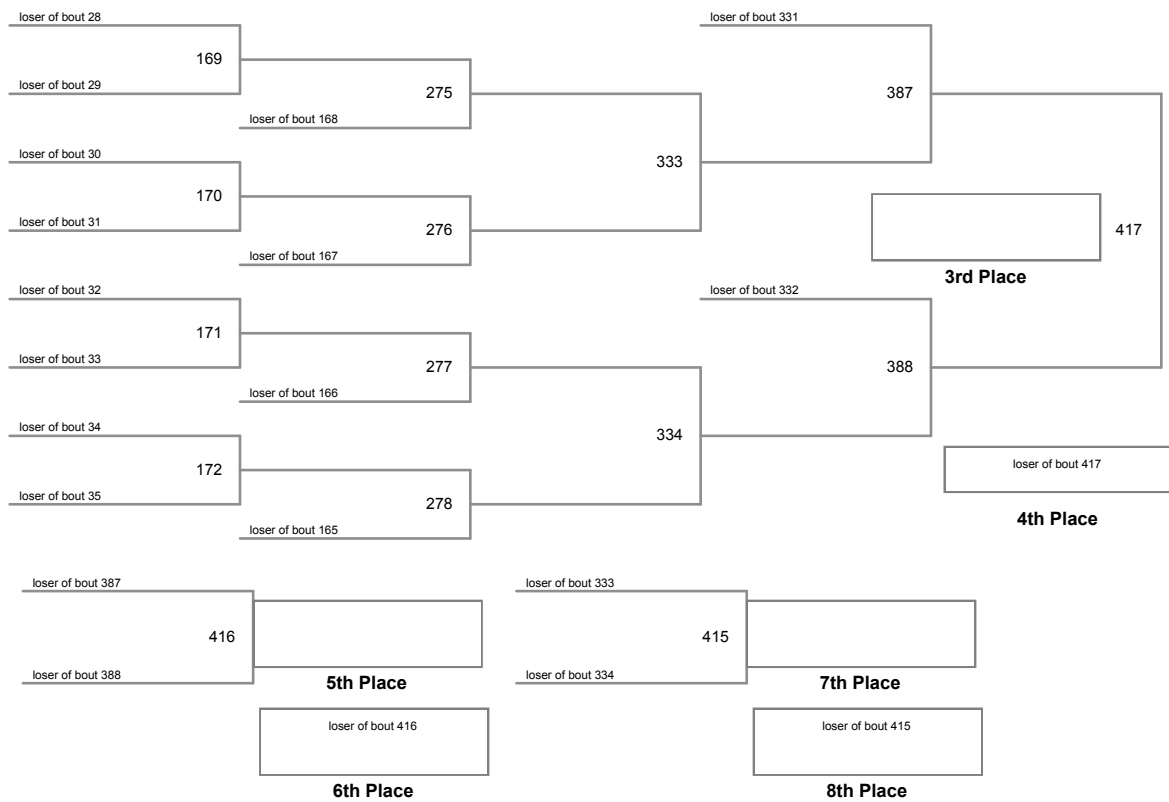 loser of bout 28
loser of bout 331
169
loser of bout 29
275
387
loser of bout 168
loser of bout 30
333
170
loser of bout 31
276
417
loser of bout 167
3rd Place
loser of bout 32
loser of bout 332
171
loser of bout 33
277
388
loser of bout 166
loser of bout 34
334
172
loser of bout 417
loser of bout 35
278
4th Place
loser of bout 165
loser of bout 387
loser of bout 333
416
415
loser of bout 388
5th Place
loser of bout 334
7th Place
loser of bout 416
loser of bout 415
6th Place
8th Place